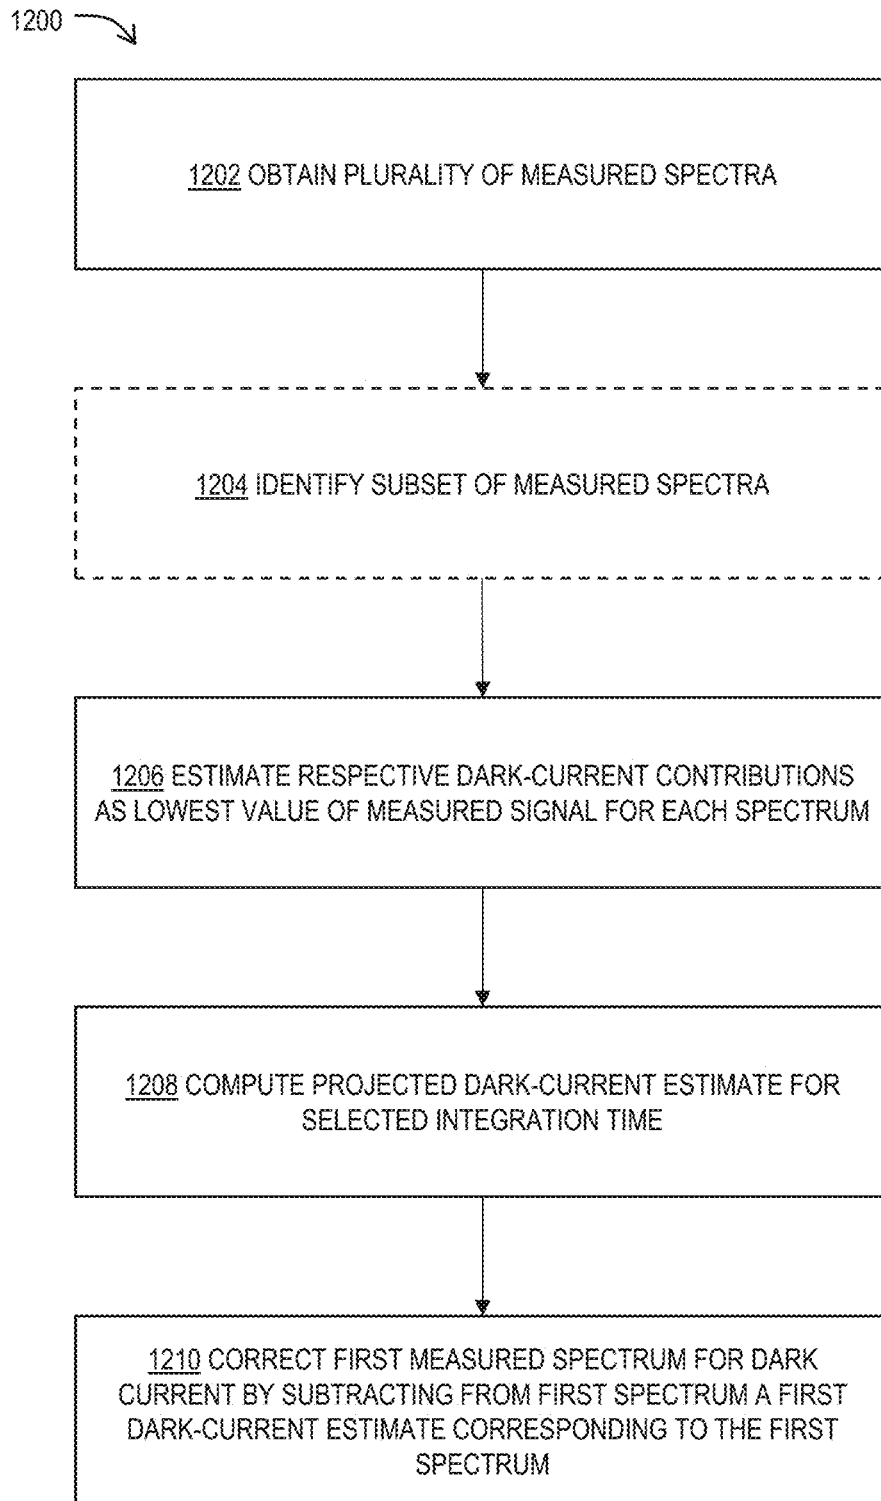 1200
1202 OBTAIN PLURALITY OF MEASURED SPECTRA
1204 IDENTIFY SUBSET OF MEASURED SPECTRA
1206 ESTIMATE RESPECTIVE DARK-CURRENT CONTRIBUTIONS
AS LOWEST VALUE OF MEASURED SIGNAL FOR EACH SPECTRUM
1208 COMPUTE PROJECTED DARK-CURRENT ESTIMATE FOR
SELECTED INTEGRATION TIME
1210 CORRECT FIRST MEASURED SPECTRUM FOR DARK
CURRENT BY SUBTRACTING FROM FIRST SPECTRUM A FIRST
DARK-CURRENT ESTIMATE CORRESPONDING TO THE FIRST
SPECTRUM